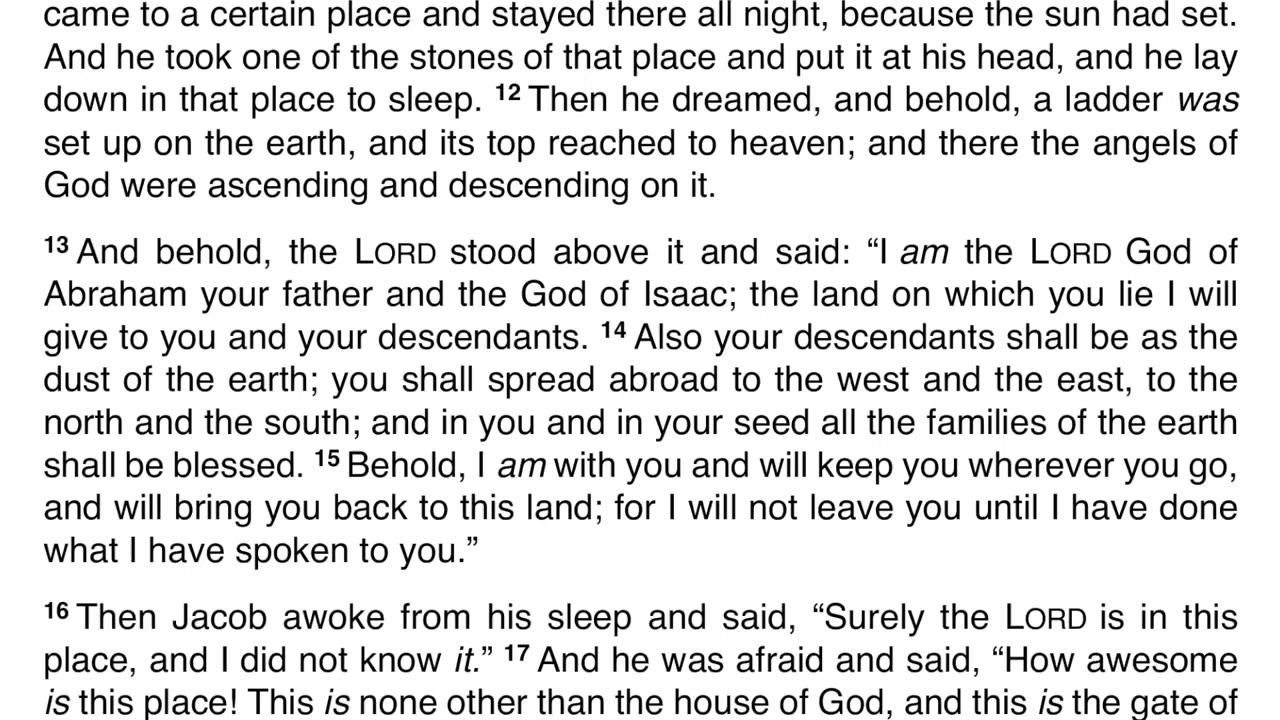 came to a certain place and stayed there all night, because the sun had set.
And he took one of the stones of that place and put it at his head, and he lay
down in that place to sleep. 12 Then he dreamed, and behold, a ladder was
set up on the earth, and its top reached to heaven; and there the angels of
God were ascending and descending on it.
13 And behold, the LORD stood above it and said: “I am the LORD God of
Abraham your father and the God of Isaac; the land on which you lie I will
give to you and your descendants. 14 Also your descendants shall be as the
dust of the earth; you shall spread abroad to the west and the east, to the
north and the south; and in you and in your seed all the families of the earth
shall be blessed. 15 Behold, I am with you and will keep you wherever you go,
and will bring you back to this land; for I will not leave you until I have done
what I have spoken to you.”
16 Then Jacob awoke from his sleep and said, “Surely the LORD is in this
place, and I did not know it.” 17 And he was afraid and said, “How awesome
is this place! This is none other than the house of God, and this is the gate of